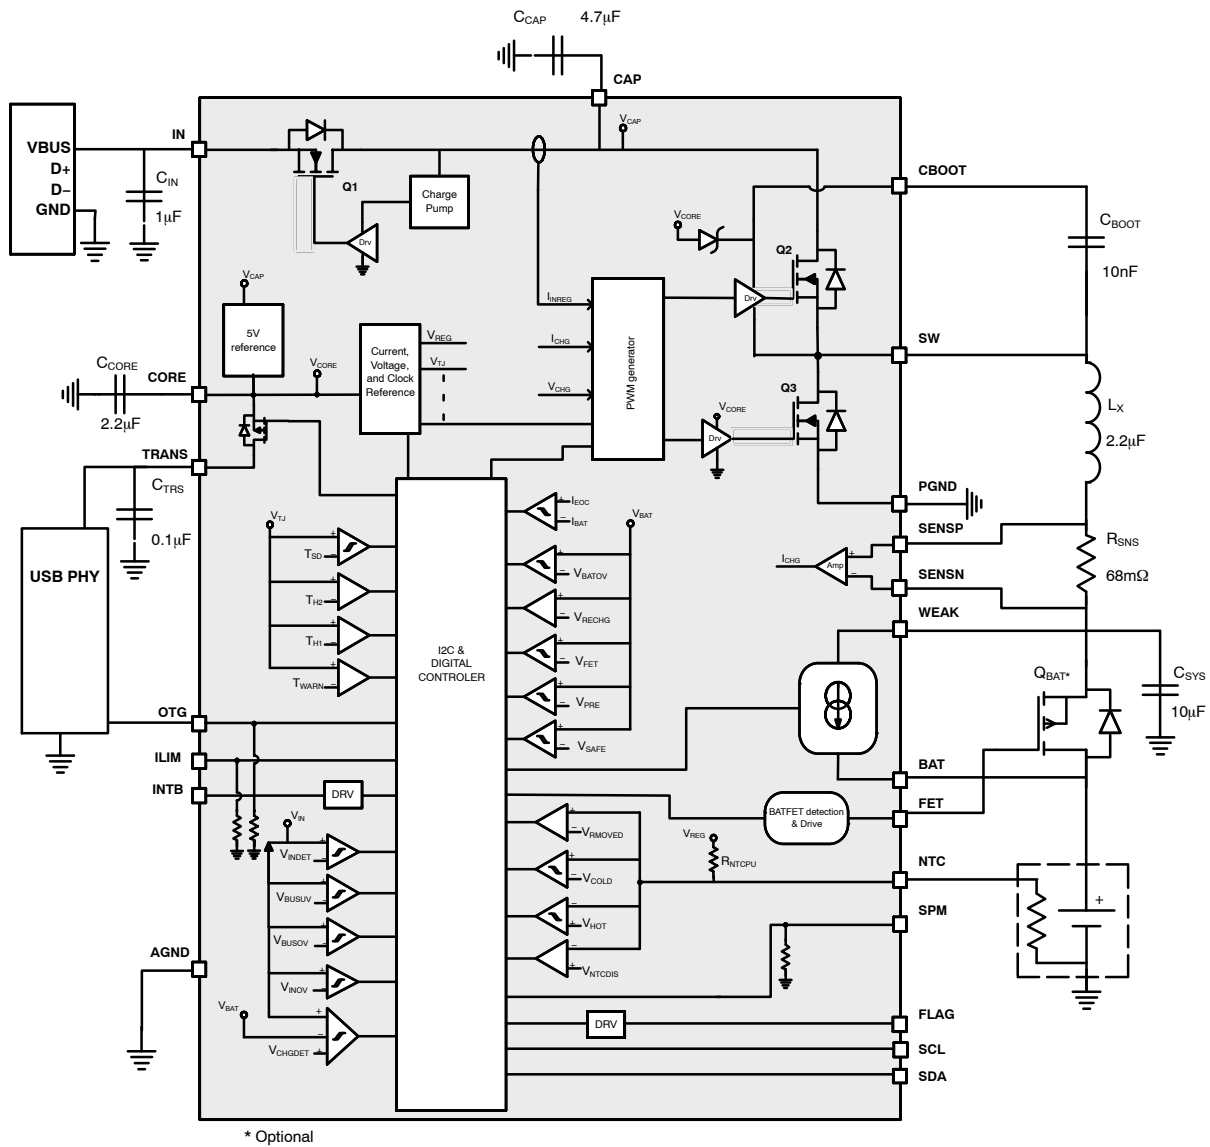 CCAP 4.7µF
CAP
VBUS
D+
D−
GND
IN
CIN
1µF
VCAP
Q1
Charge
Pump
Drv
CBOOT
CBOOT
10nF
VCORE
Q2
Drv
IINREG
ICHG
VCHG
PWM generator
SW
VCAP
5V
reference
VCORE
Current,
Voltage,
and Clock
Reference
VREG
VTJ
CCORE
CORE
2.2µF
Q3
VCORE
Drv
LX
2.2µF
TRANS
CTRS
0.1µF
USB PHY
PGND
SENSP
SENSN
ICHG
Amp
+
−
RSNS
68mΩ
WEAK
VTJ
+
TSD −
+
TH2 −
+
TH1 −
+
TWARN −
I2C &
DIGITAL
CONTROLER
+ IEOC
− IBAT
VBAT
+
− VBATOV
+
− VRECHG
+
− VFET
+
− VPRE
+
− VSAFE
QBAT*
CSYS
10µF
OTG
ILIM
INTB
DRV
BAT
FET
BATFET detection
& Drive
VIN
+
VINDET −
+
VBUSUV −
+
VBUSOV −
+
VINOV −
+
VBAT
−
VCHGDET +
+
− VRMOVED
+
− VCOLD
−
+ VHOT
−
+ VNTCDIS
VREG
RNTCPU
NTC
SPM
+
AGND
DRV
FLAG
SCL
SDA
* Optional